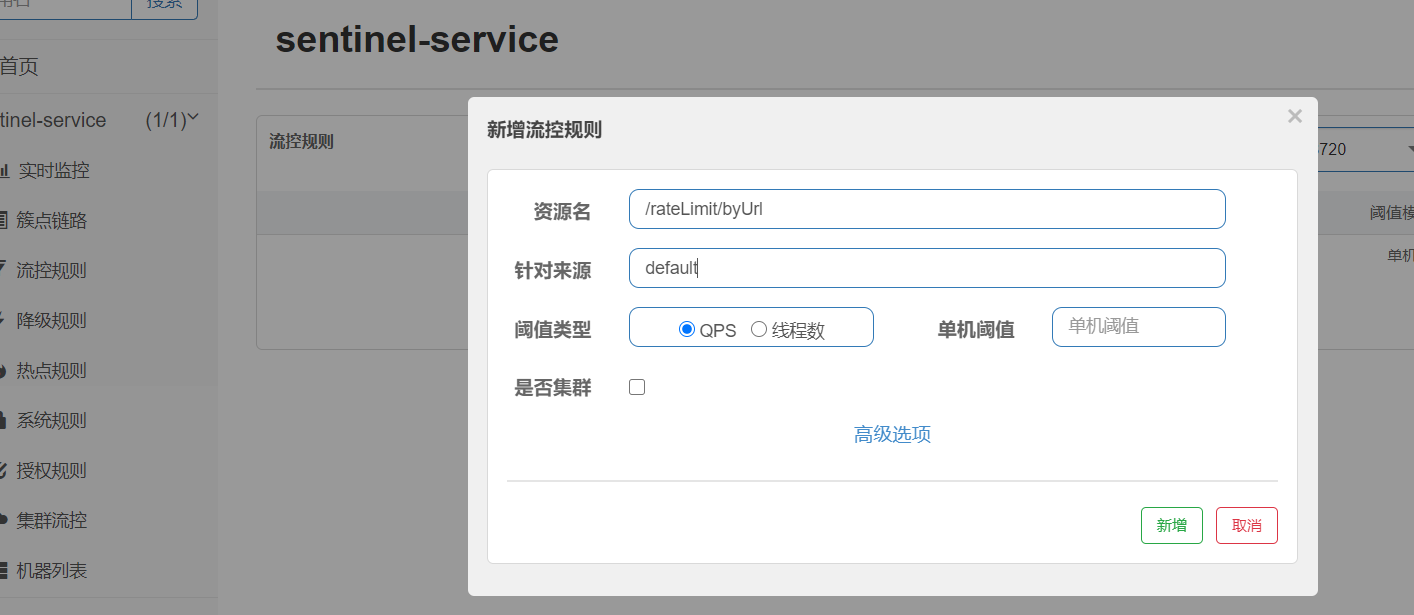 搜索
sentinel-service
首页
tinel-service (1/1)
实时监控
簇点链路
流控规则
降级规则
热点规则
系统规则
授权规则
集群流控
机器列表
流控规则
720
阈值模
单机
新增流控规则
×
资源名 /rateLimit/byUrl
针对来源 default
阈值类型 QPS 线程数 单机阈值 单机阈值
是否集群
高级选项
新增 取消